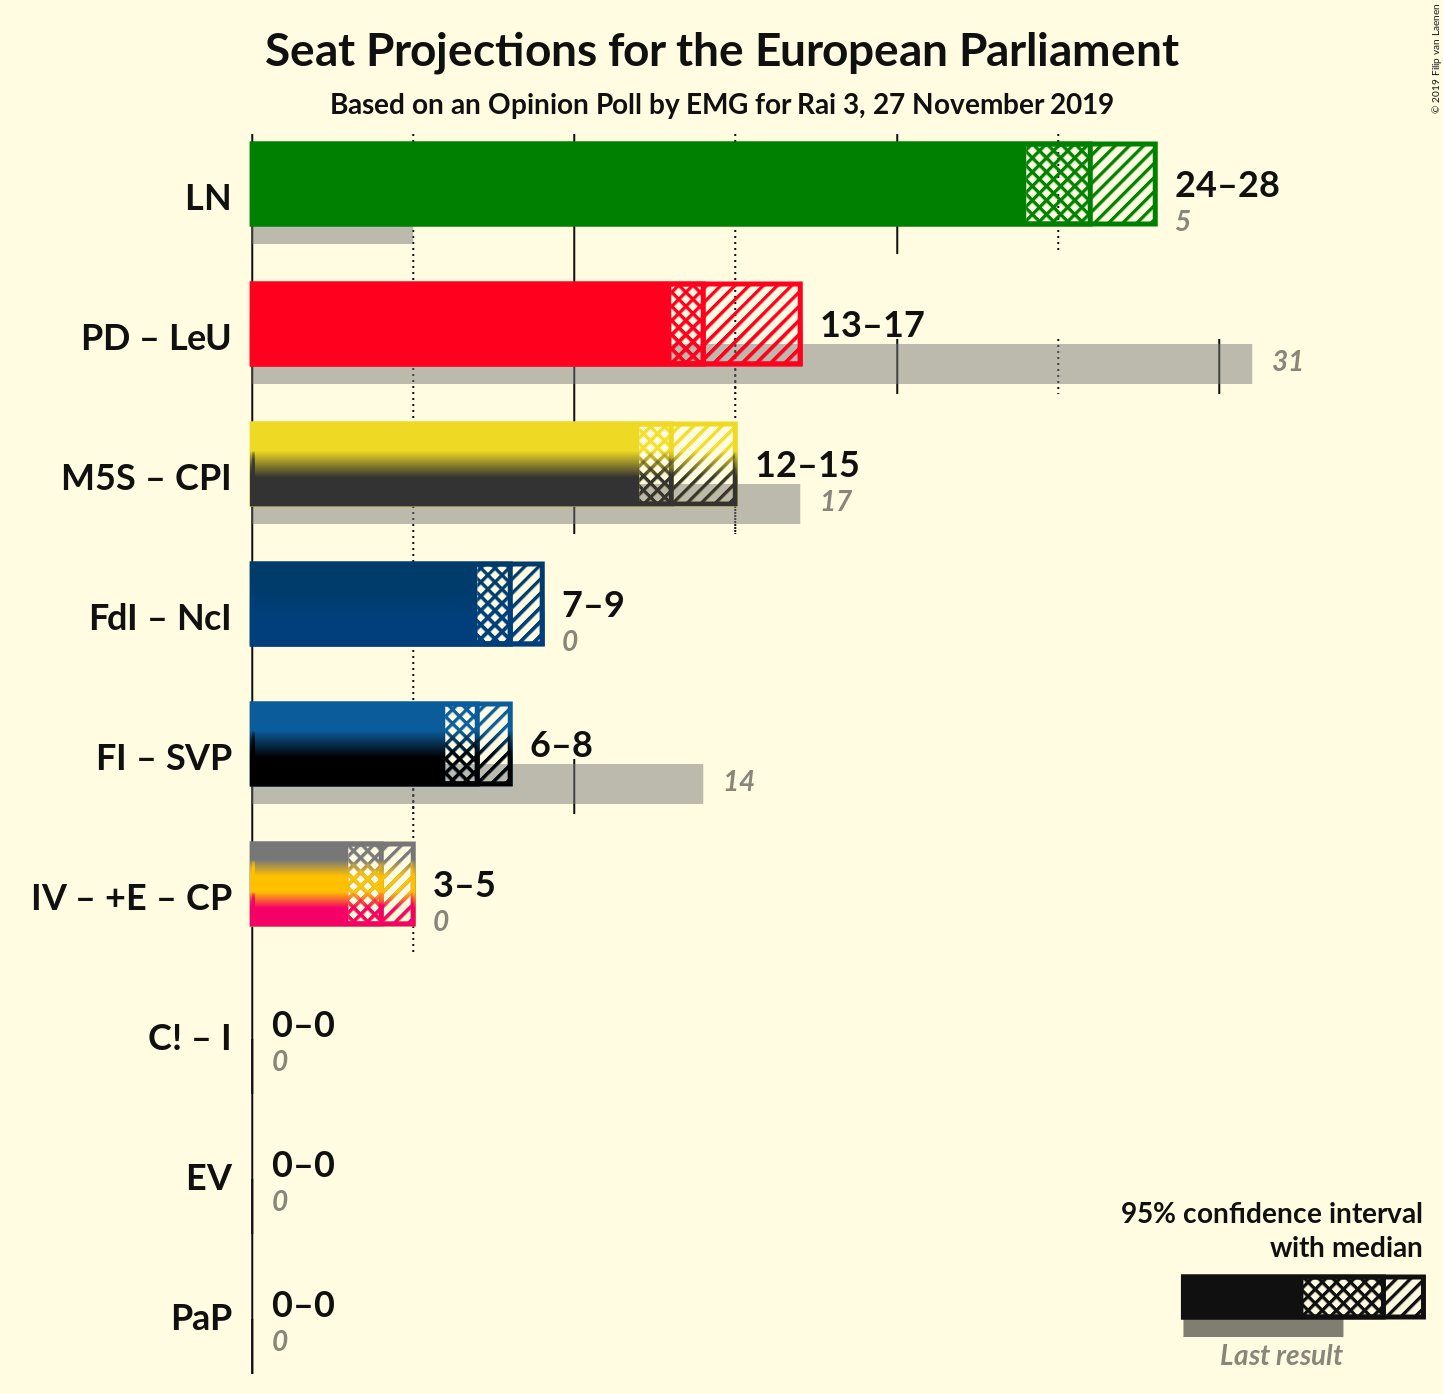 Seat Projections for the European Parliament
Based on an Opinion Poll by EMG for Rai 3, 27 November 2019
© 2019 Filip van Laenen
LN
24–28
5
PD – LeU
13–17
31
M5S – CPI
12–15
17
FdI – NcI
7–9
0
FI – SVP
6–8
14
IV – +E – CP
3–5
0
C! – I
0–0
0
EV
0–0
0
PaP
0–0
0
95% confidence interval
with median
Last result